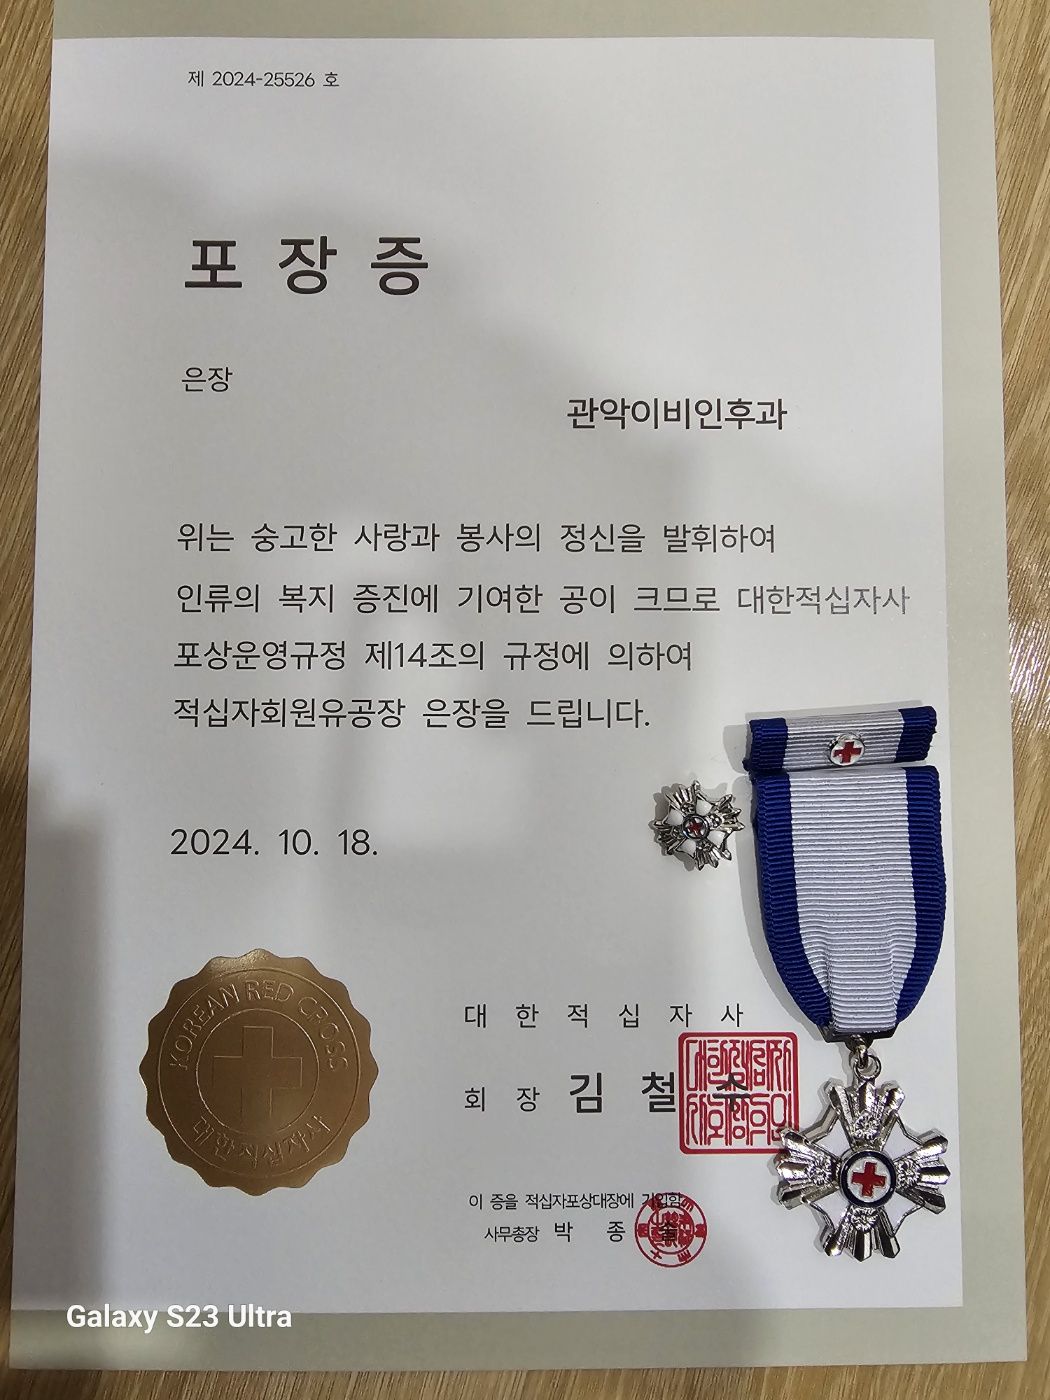 제 2024-25526 호
포 장 증
은장
관악이비인후과
위는 숭고한 사랑과 봉사의 정신을 발휘하여
인류의 복지 증진에 기여한 공이 크므로 대한적십자사
포상운영규정 제14조의 규정에 의하여
적십자회원유공장 은장을 드립니다.
2024. 10. 18.
KOREAN RED CROSS
대한적십자사
대 한 적 십 자 사
회 장 김 철 수
이 증을 적십자포상대장에 기입함
사무총장 박 종
Galaxy S23 Ultra